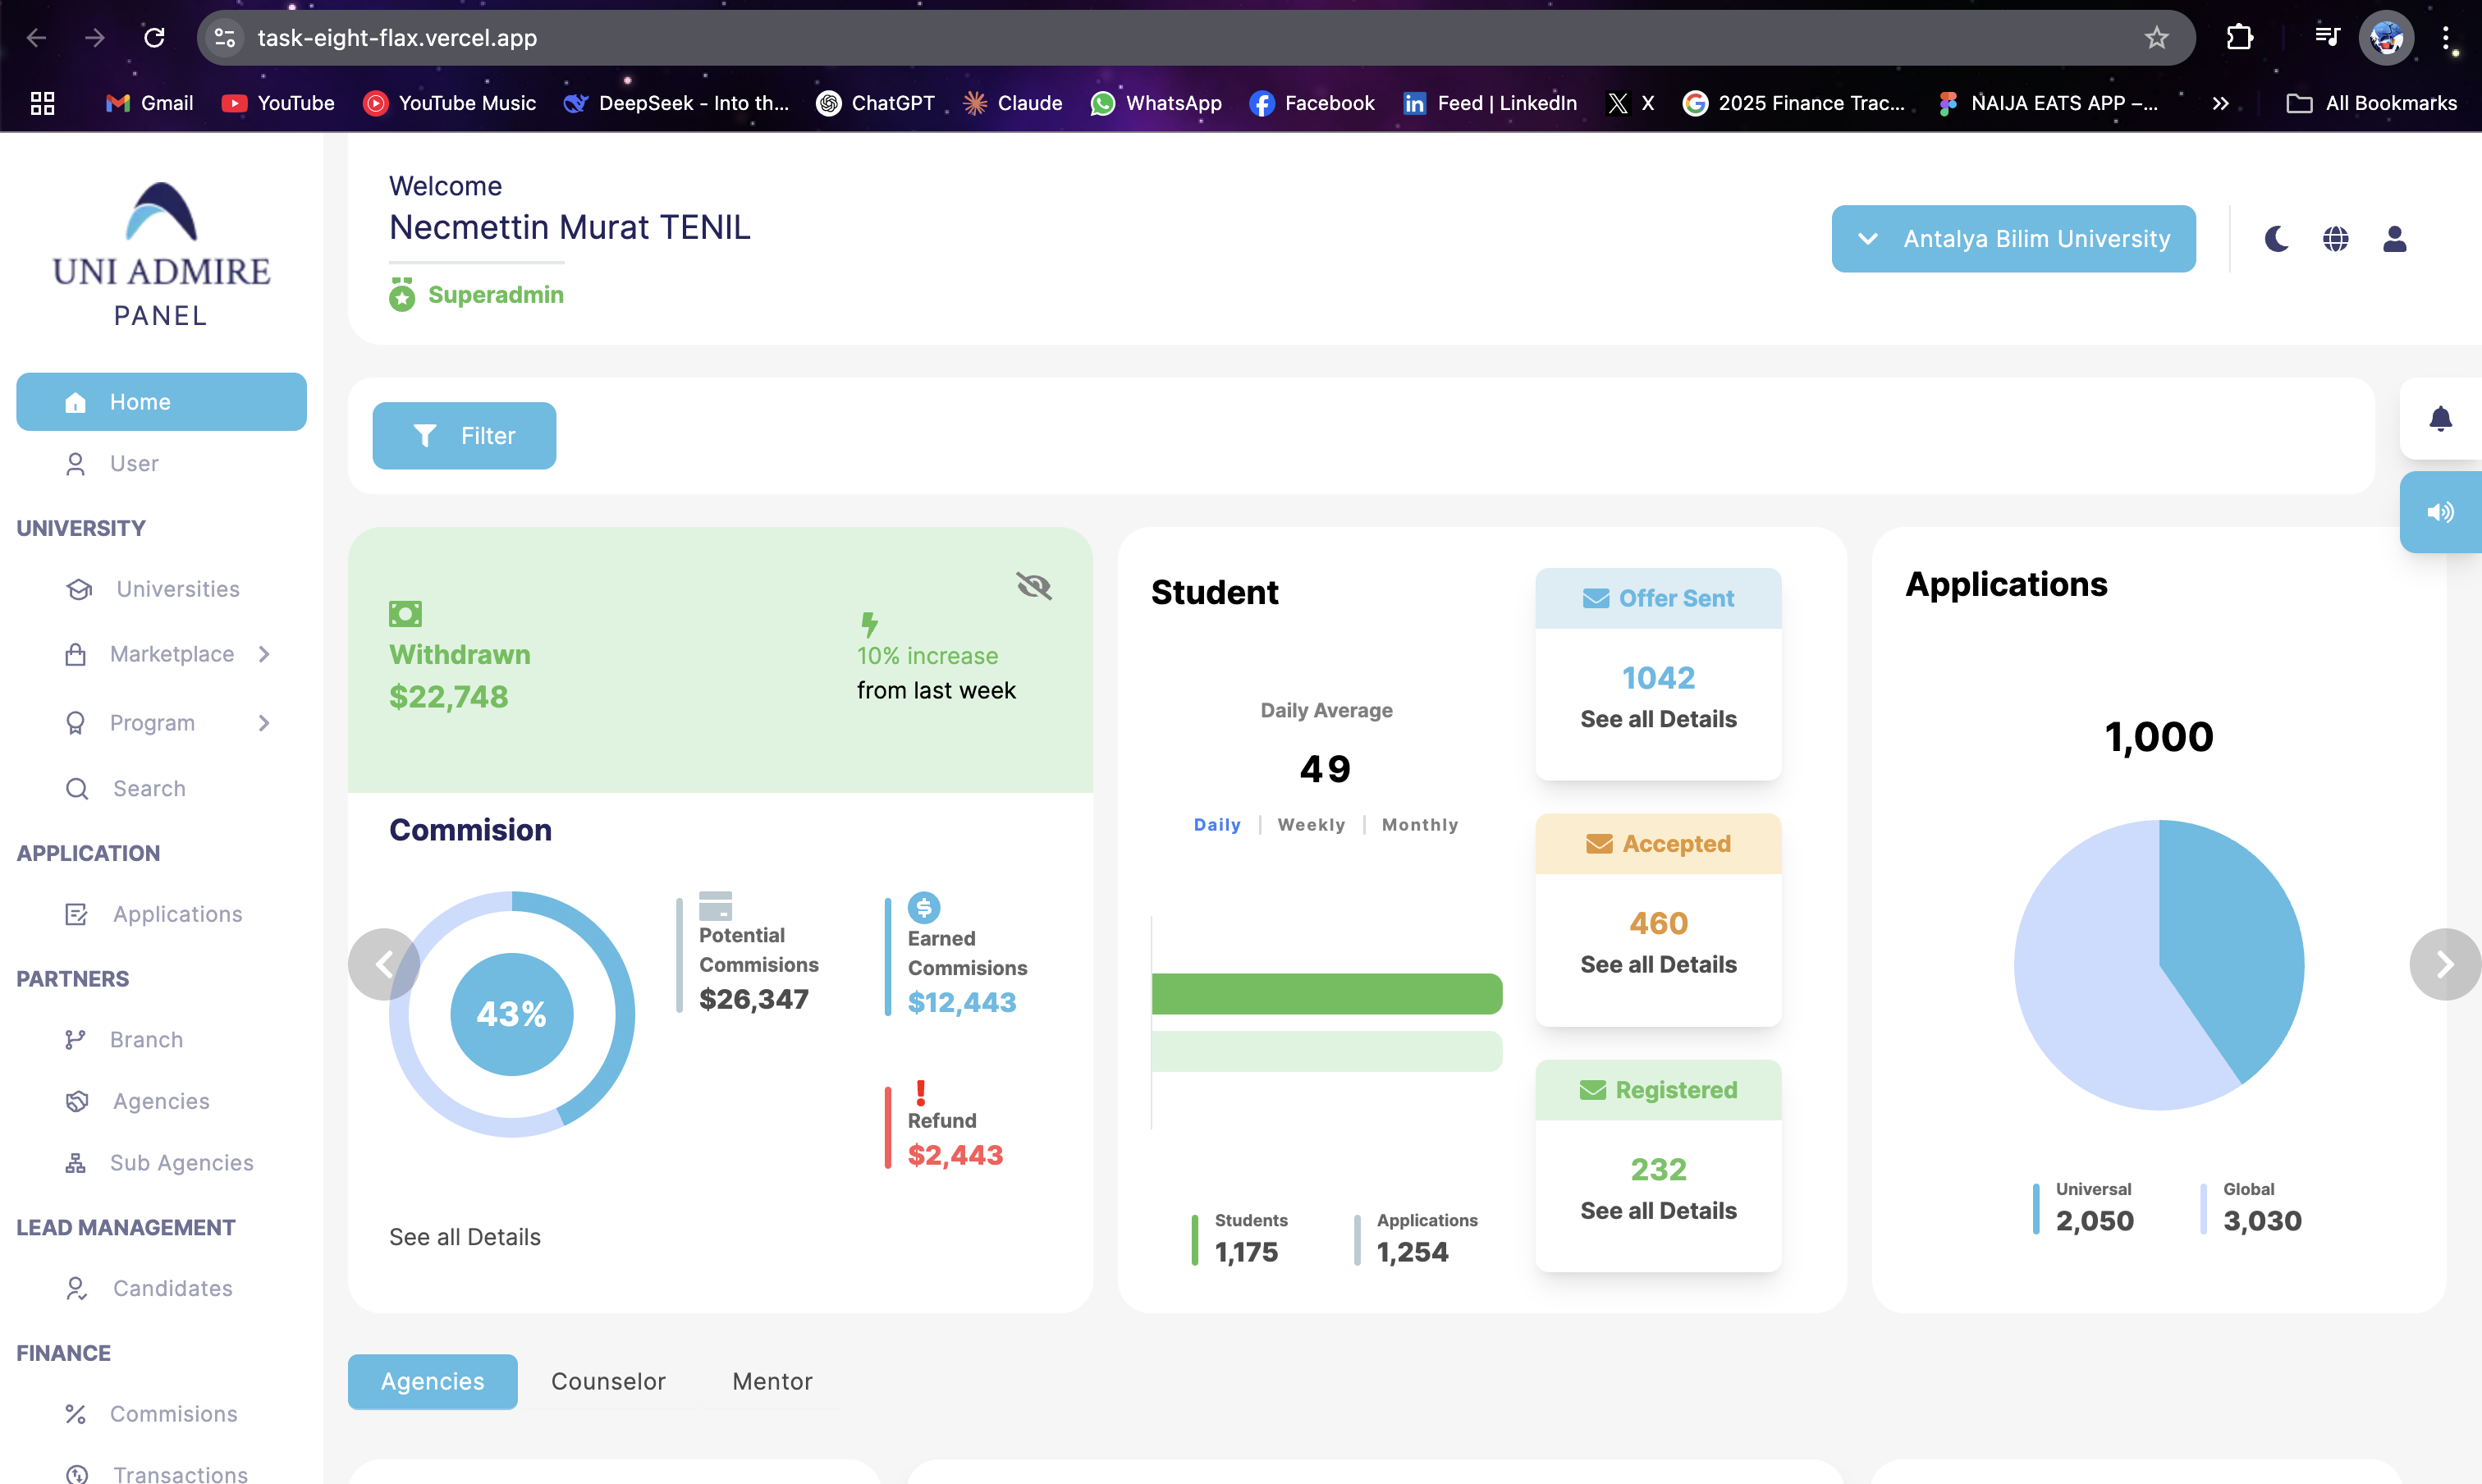 task-eight-flax.vercel.app
Gmail
YouTube
YouTube Music
DeepSeek - Into th...
ChatGPT
Claude
WhatsApp
Facebook
Feed | LinkedIn
X
2025 Finance Trac...
NAIJA EATS APP –...
All Bookmarks
UNI ADMIRE
PANEL
Home
User
UNIVERSITY
Universities
Marketplace
Program
Search
APPLICATION
Applications
PARTNERS
Branch
Agencies
Sub Agencies
LEAD MANAGEMENT
Candidates
FINANCE
Commisions
Transactions
Welcome
Necmettin Murat TENIL
Superadmin
Antalya Bilim University
Filter
Withdrawn
$22,748
10% increase
from last week
Commision
43%
Potential
Commisions
$26,347
Earned
Commisions
$12,443
Refund
$2,443
See all Details
Student
Daily Average
49
Daily | Weekly | Monthly
Students
1,175
Applications
1,254
Offer Sent
1042
See all Details
Accepted
460
See all Details
Registered
232
See all Details
Applications
1,000
Universal
2,050
Global
3,030
Agencies
Counselor
Mentor